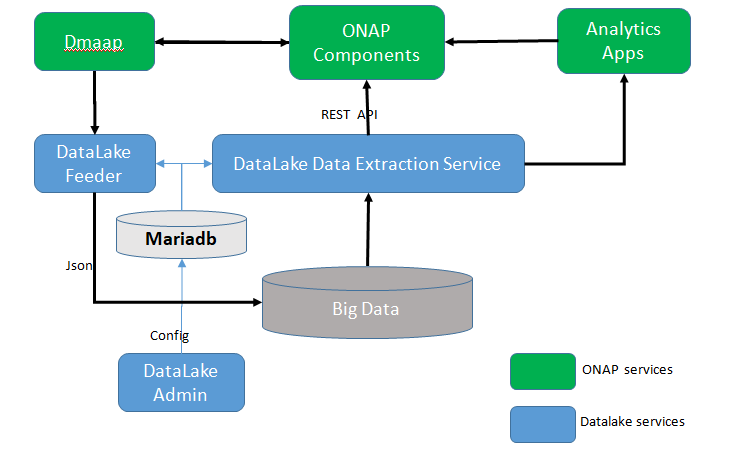 Dmaap
ONAP
Components
Analytics
Apps
REST API
DataLake
Feeder
DataLake Data Extraction Service
Mariadb
Json
Big Data
Config
DataLake
Admin
ONAP services
Datalake services